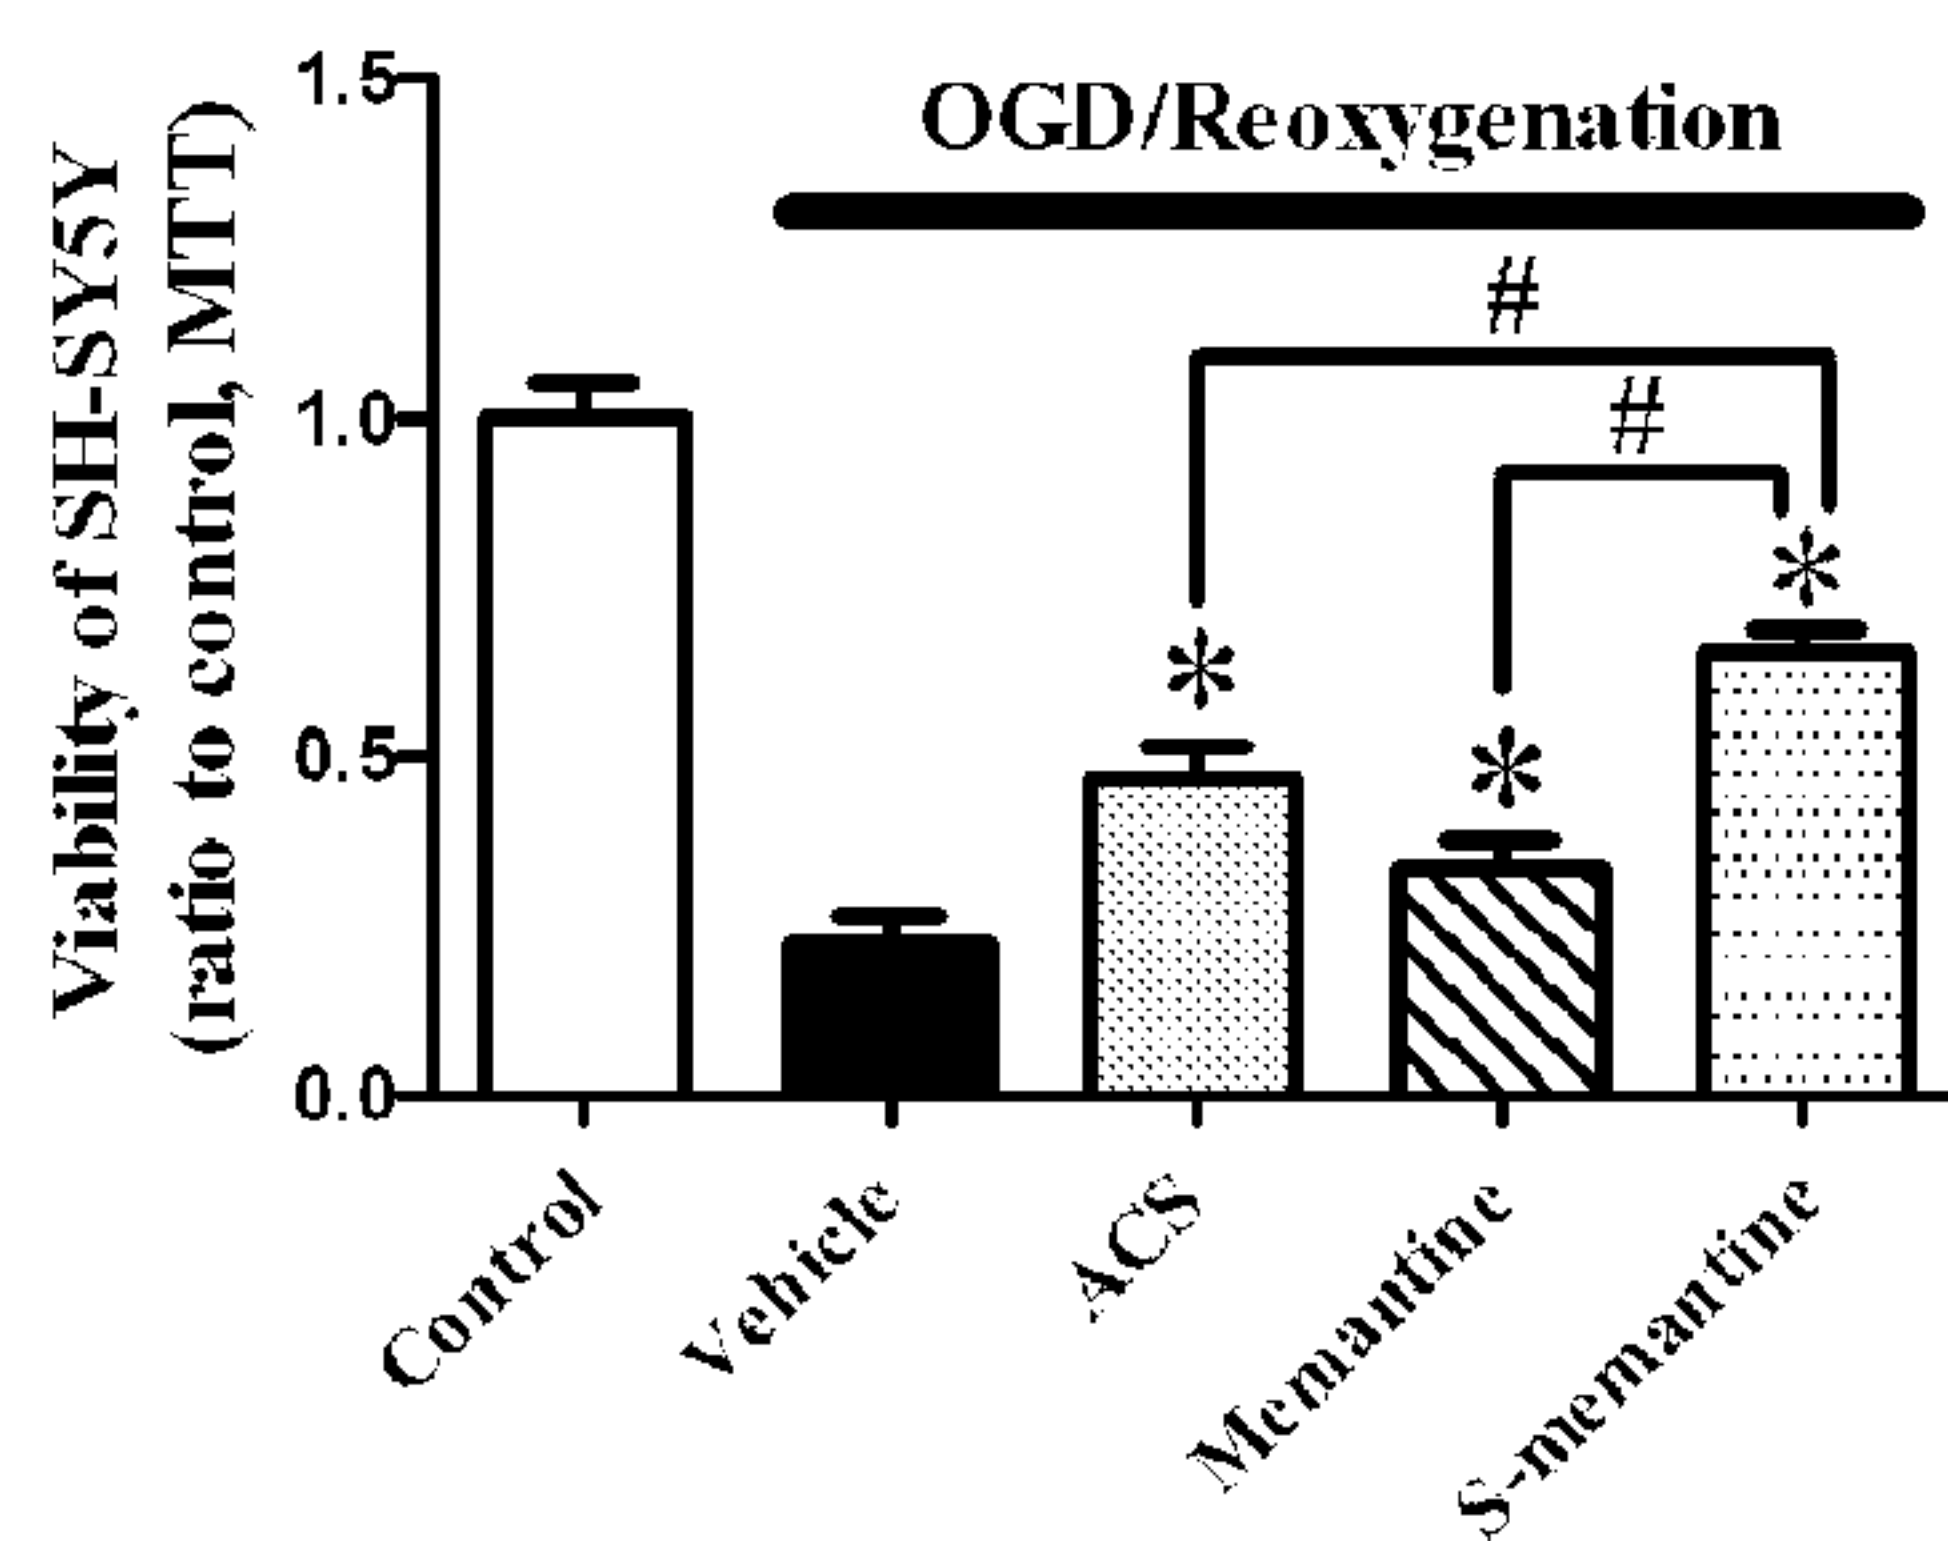 Viability of SH-SY5Y
(ratio to control, MTT)
1.5
1.0
0.5
0.0
OGD/Reoxygenation
#
#
*
*
*
Control
Vehicle
ACS
Memantine
S-memantine